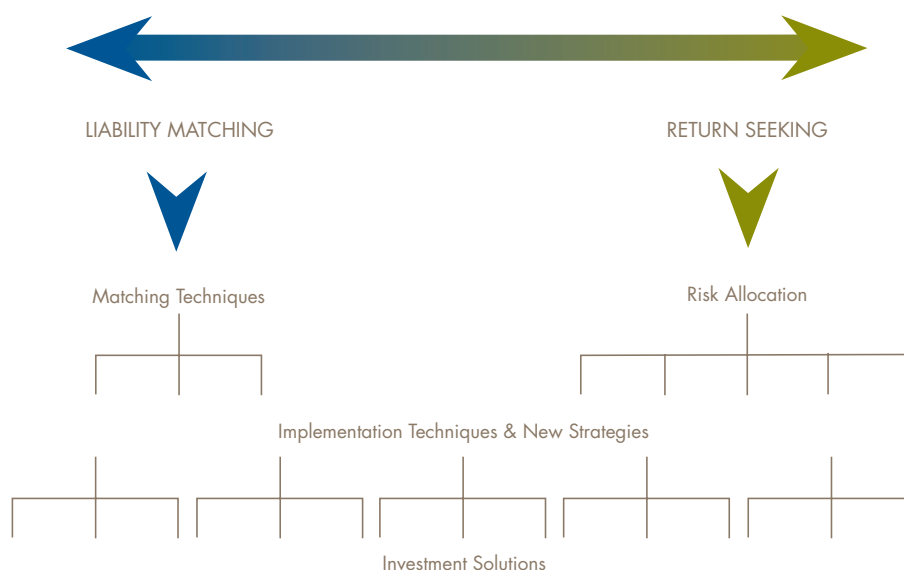 LIABILITY MATCHING
RETURN SEEKING
Matching Techniques
Risk Allocation
Implementation Techniques & New Strategies
Investment Solutions